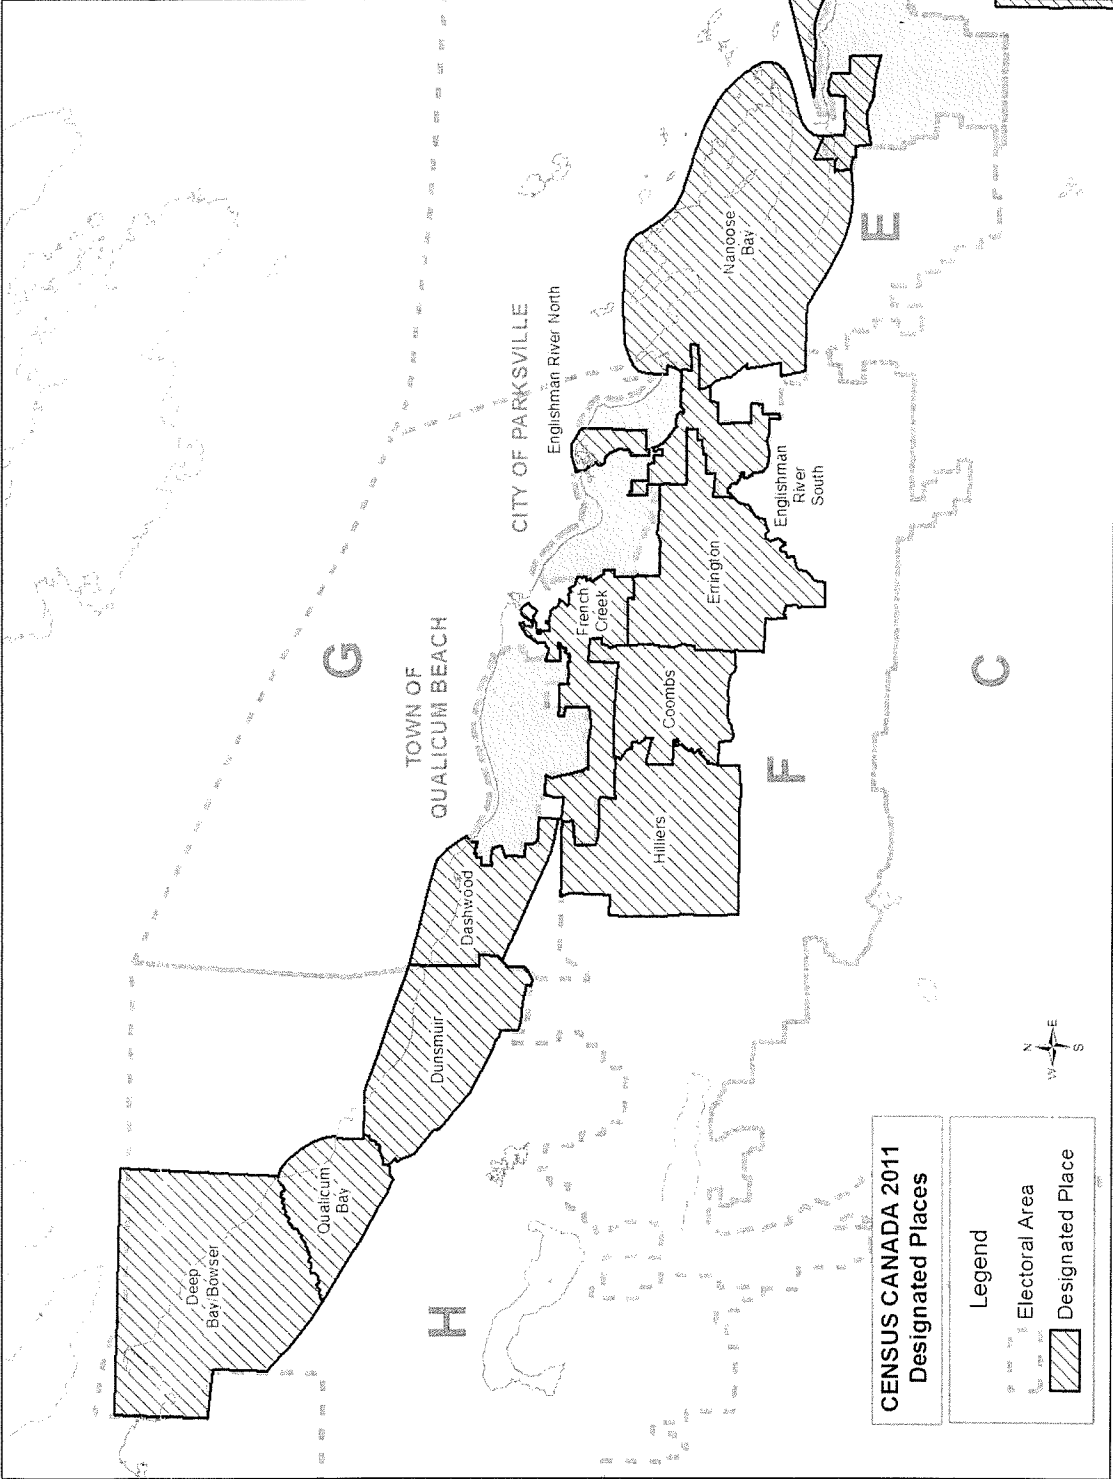 G
TOWN OF
QUALICUM BEACH
CITY OF PARKSVILLE
Englishman River North
Nanoose
Bay
E
Englishman
River
South
Errington
French
Creek
Coombs
Hilliers
F
C
Dashwood
Dunsmuir
Qualicum
Bay
Deep
Bay/Bowser
H
N
W
E
S
CENSUS CANADA 2011
Designated Places
Legend
Electoral Area
Designated Place